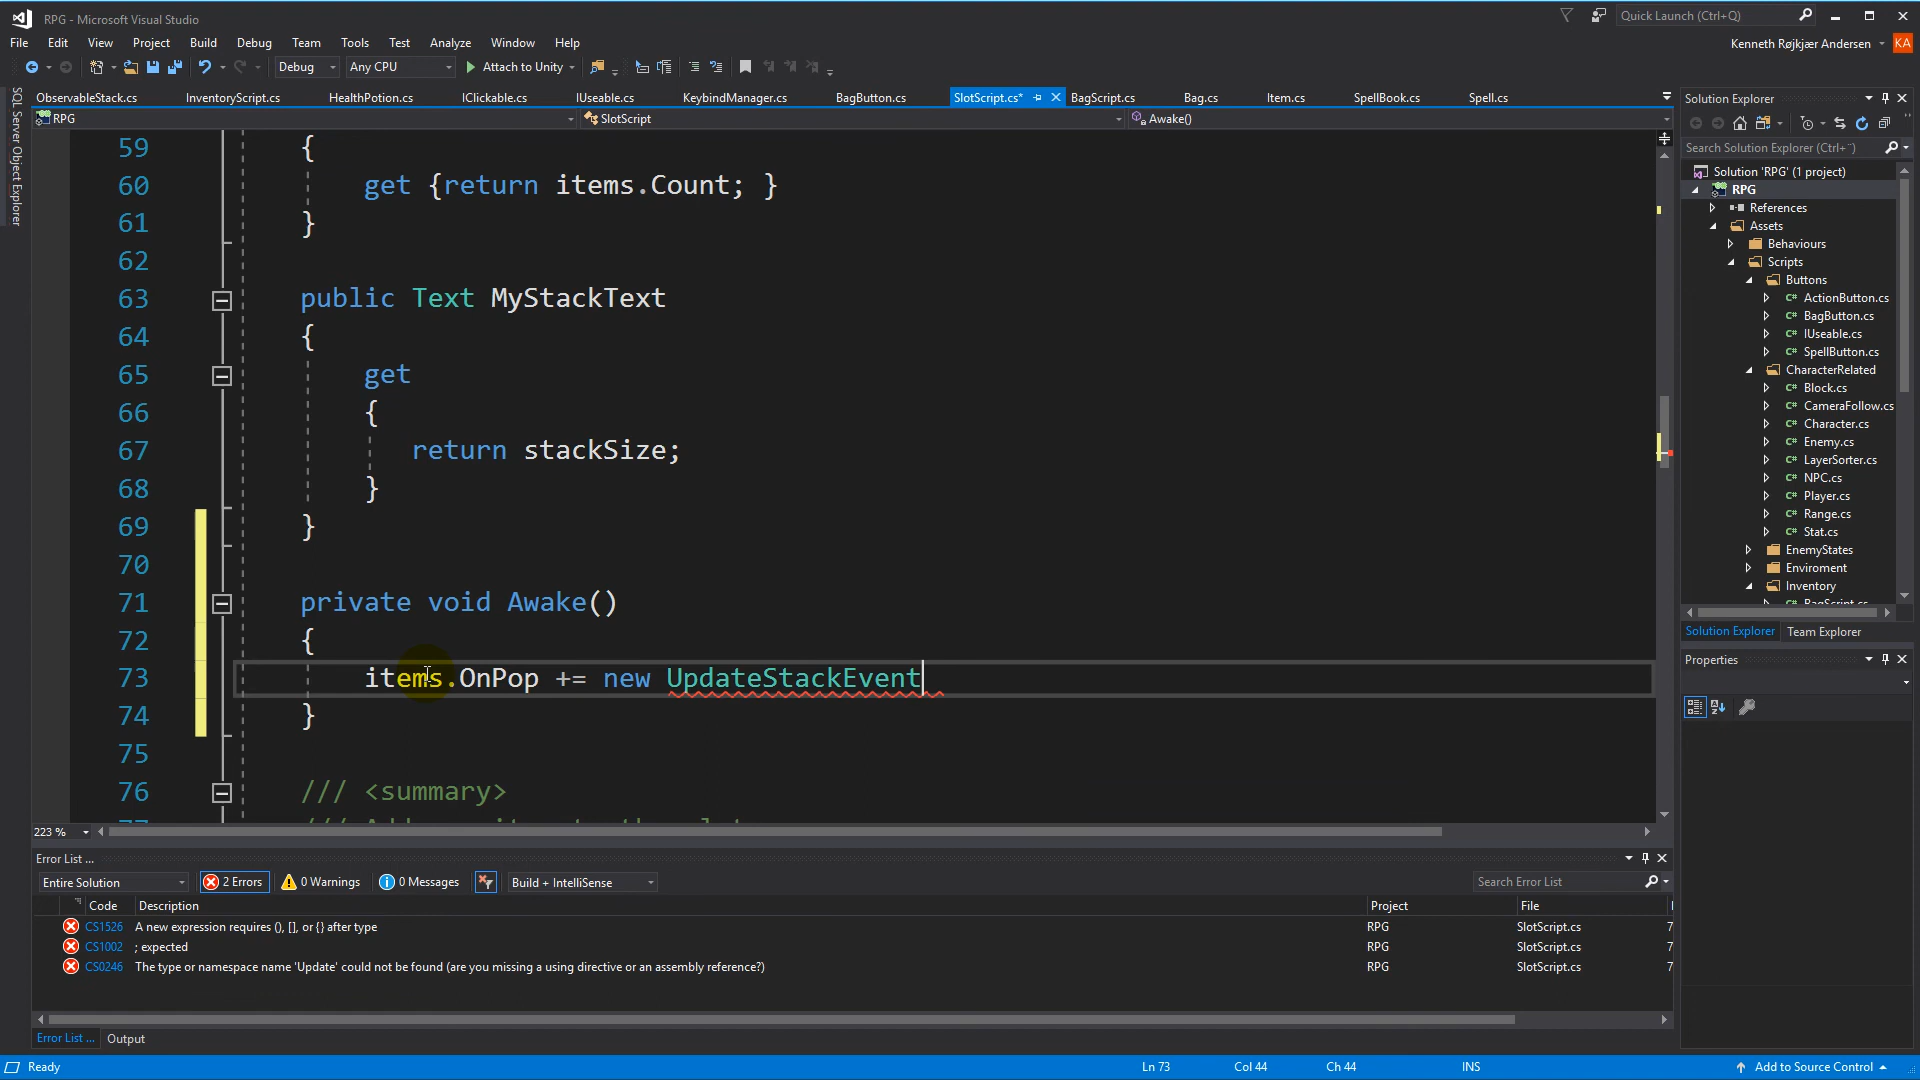 RPG - Microsoft Visual Studio
Quick Launch (Ctrl+Q)
File Edit View Project Build Debug Team Tools Test Analyze Window Help
Kenneth Røjkjær Andersen KA
Debug Any CPU Attach to Unity
ObservableStack.cs InventoryScript.cs HealthPotion.cs IClickable.cs IUseable.cs KeybindManager.cs BagButton.cs SlotScript.cs* BagScript.cs Bag.cs Item.cs SpellBook.cs Spell.cs
RPG SlotScript Awake()
SQL Server Object Explorer
59 {
60 get {return items.Count; }
61 }
62
63 public Text MyStackText
64 {
65 get
66 {
67 return stackSize;
68 }
69 }
70
71 private void Awake()
72 {
73 items.OnPop += new UpdateStackEvent
74 }
75
76 /// <summary>
223 %
Solution Explorer
Search Solution Explorer (Ctrl+¨)
Solution 'RPG' (1 project)
RPG
References
Assets
Behaviours
Scripts
Buttons
C# ActionButton.cs
C# BagButton.cs
C# IUseable.cs
C# SpellButton.cs
CharacterRelated
C# Block.cs
C# CameraFollow.cs
C# Character.cs
C# Enemy.cs
C# LayerSorter.cs
C# NPC.cs
C# Player.cs
C# Range.cs
C# Stat.cs
EnemyStates
Enviroment
Inventory
Solution Explorer Team Explorer
Properties
Error List ...
Entire Solution 2 Errors 0 Warnings 0 Messages Build + IntelliSense Search Error List
Code Description Project File
CS1526 A new expression requires (), [], or {} after type RPG SlotScript.cs 7
CS1002 ; expected RPG SlotScript.cs 7
CS0246 The type or namespace name 'Update' could not be found (are you missing a using directive or an assembly reference?) RPG SlotScript.cs 7
Error List ... Output
Ready Ln 73 Col 44 Ch 44 INS Add to Source Control